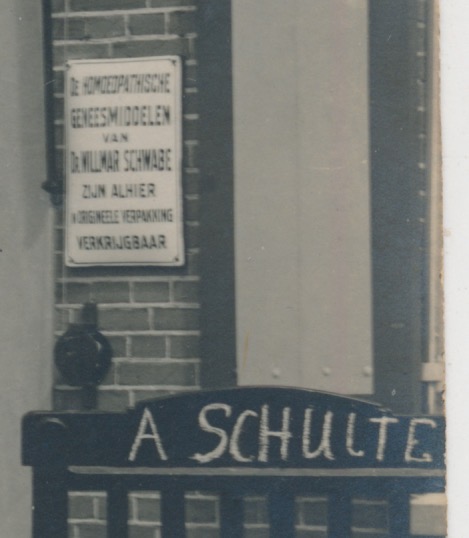 DE HOMOEOPATHISCHE
GENEESMIDDELEN
VAN
DR. WILLMAR SCHWABE
ZIJN ALHIER
IN ORIGINEELE VERPAKKING
VERKRIJGBAAR
A SCHULTE